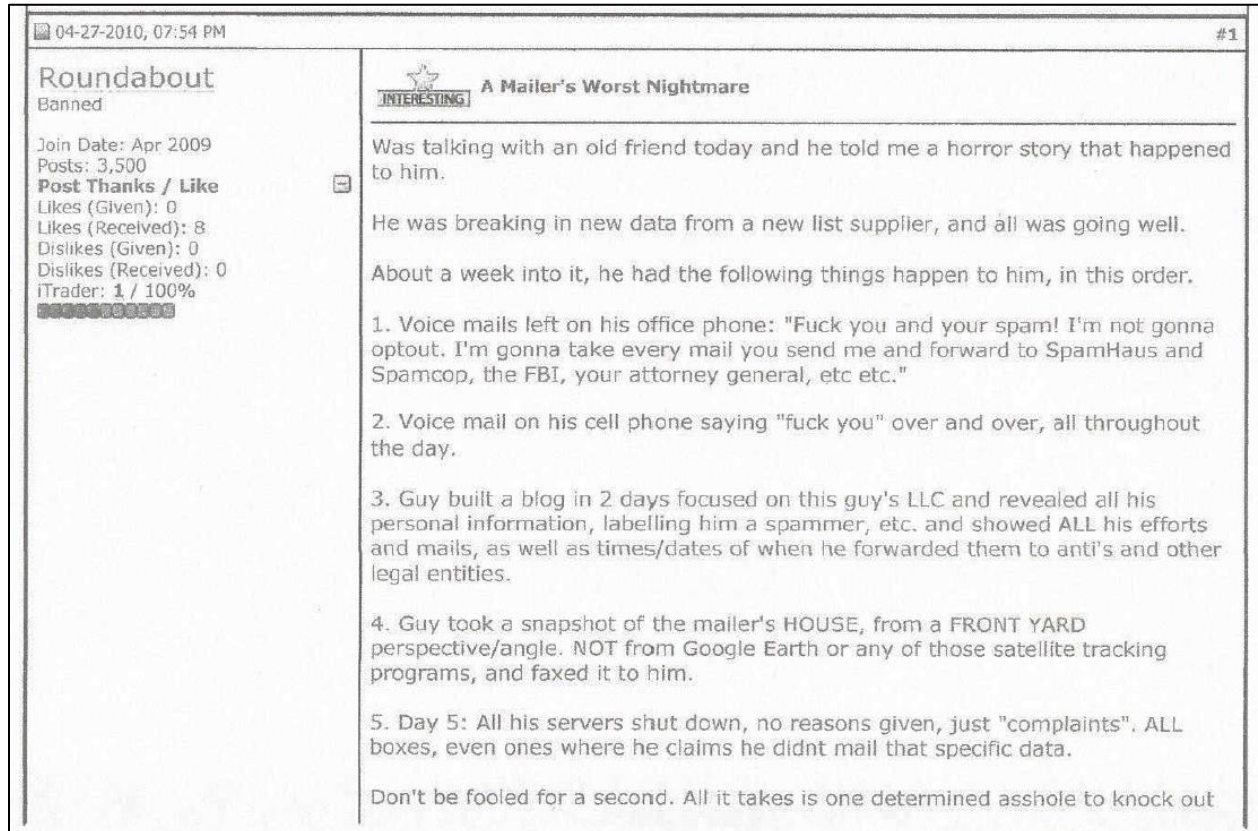 04-27-2010, 07:54 PM
#1
Roundabout
Banned
Join Date: Apr 2009
Posts: 3,500
Post Thanks / Like
Likes (Given): 0
Likes (Received): 8
Dislikes (Given): 0
Dislikes (Received): 0
iTrader: 1 / 100%
INTERESTING
A Mailer's Worst Nightmare
Was talking with an old friend today and he told me a horror story that happened
to him.
He was breaking in new data from a new list supplier, and all was going well.
About a week into it, he had the following things happen to him, in this order.
1. Voice mails left on his office phone: "Fuck you and your spam! I'm not gonna
optout. I'm gonna take every mail you send me and forward to SpamHaus and
Spamcop, the FBI, your attorney general, etc etc."
2. Voice mail on his cell phone saying "fuck you" over and over, all throughout
the day.
3. Guy built a blog in 2 days focused on this guy's LLC and revealed all his
personal information, labelling him a spammer, etc. and showed ALL his efforts
and mails, as well as times/dates of when he forwarded them to anti's and other
legal entities.
4. Guy took a snapshot of the mailer's HOUSE, from a FRONT YARD
perspective/angle. NOT from Google Earth or any of those satellite tracking
programs, and faxed it to him.
5. Day 5: All his servers shut down, no reasons given, just "complaints". ALL
boxes, even ones where he claims he didnt mail that specific data.
Don't be fooled for a second. All it takes is one determined asshole to knock out